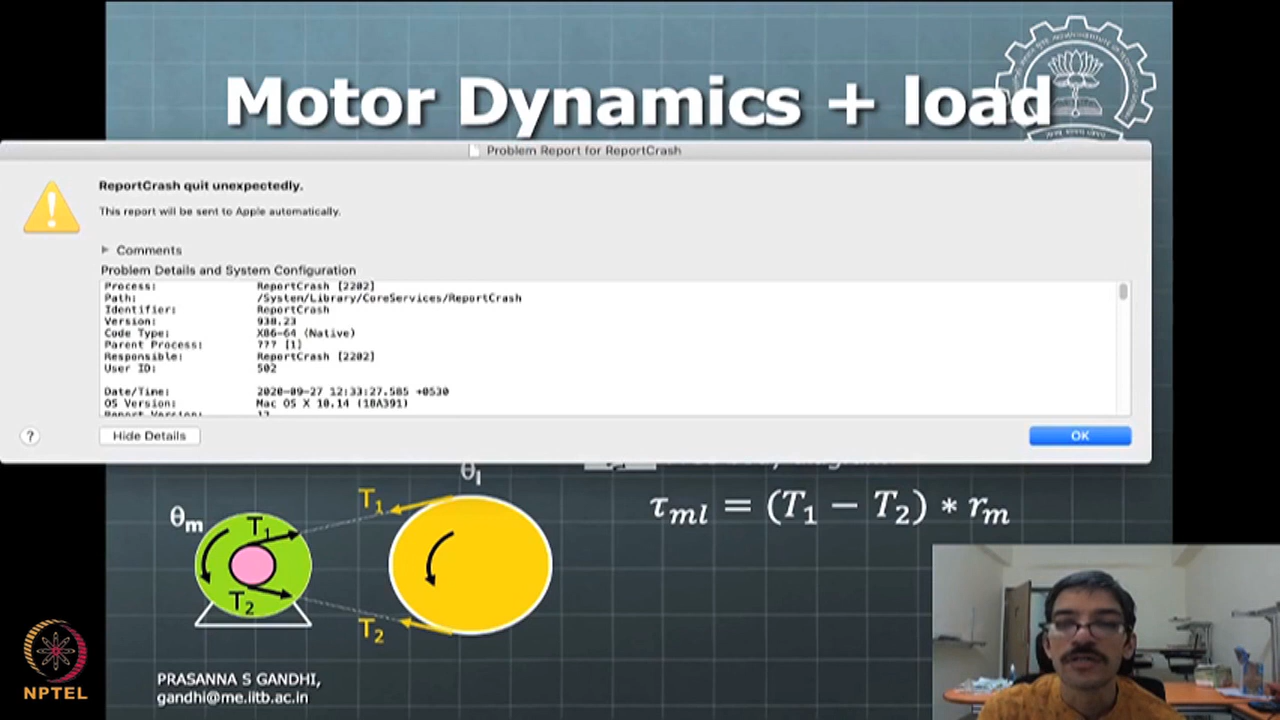 Motor Dynamics + load
Problem Report for ReportCrash
ReportCrash quit unexpectedly.
This report will be sent to Apple automatically.
Comments
Problem Details and System Configuration
Process: ReportCrash [2202]
Path: /System/Library/CoreServices/ReportCrash
Identifier: ReportCrash
Version: 938.23
Code Type: X86-64 (Native)
Parent Process: ??? [1]
Responsible: ReportCrash [2202]
User ID: 502
Date/Time: 2020-09-27 12:33:27.585 +0530
OS Version: Mac OS X 10.14 (18A391)
Report Version: 12
?
Hide Details
OK
θl
τml = (T1 − T2) * rm
θm
T1
T1
T2
T2
PRASANNA S GANDHI,
gandhi@me.iitb.ac.in
NPTEL